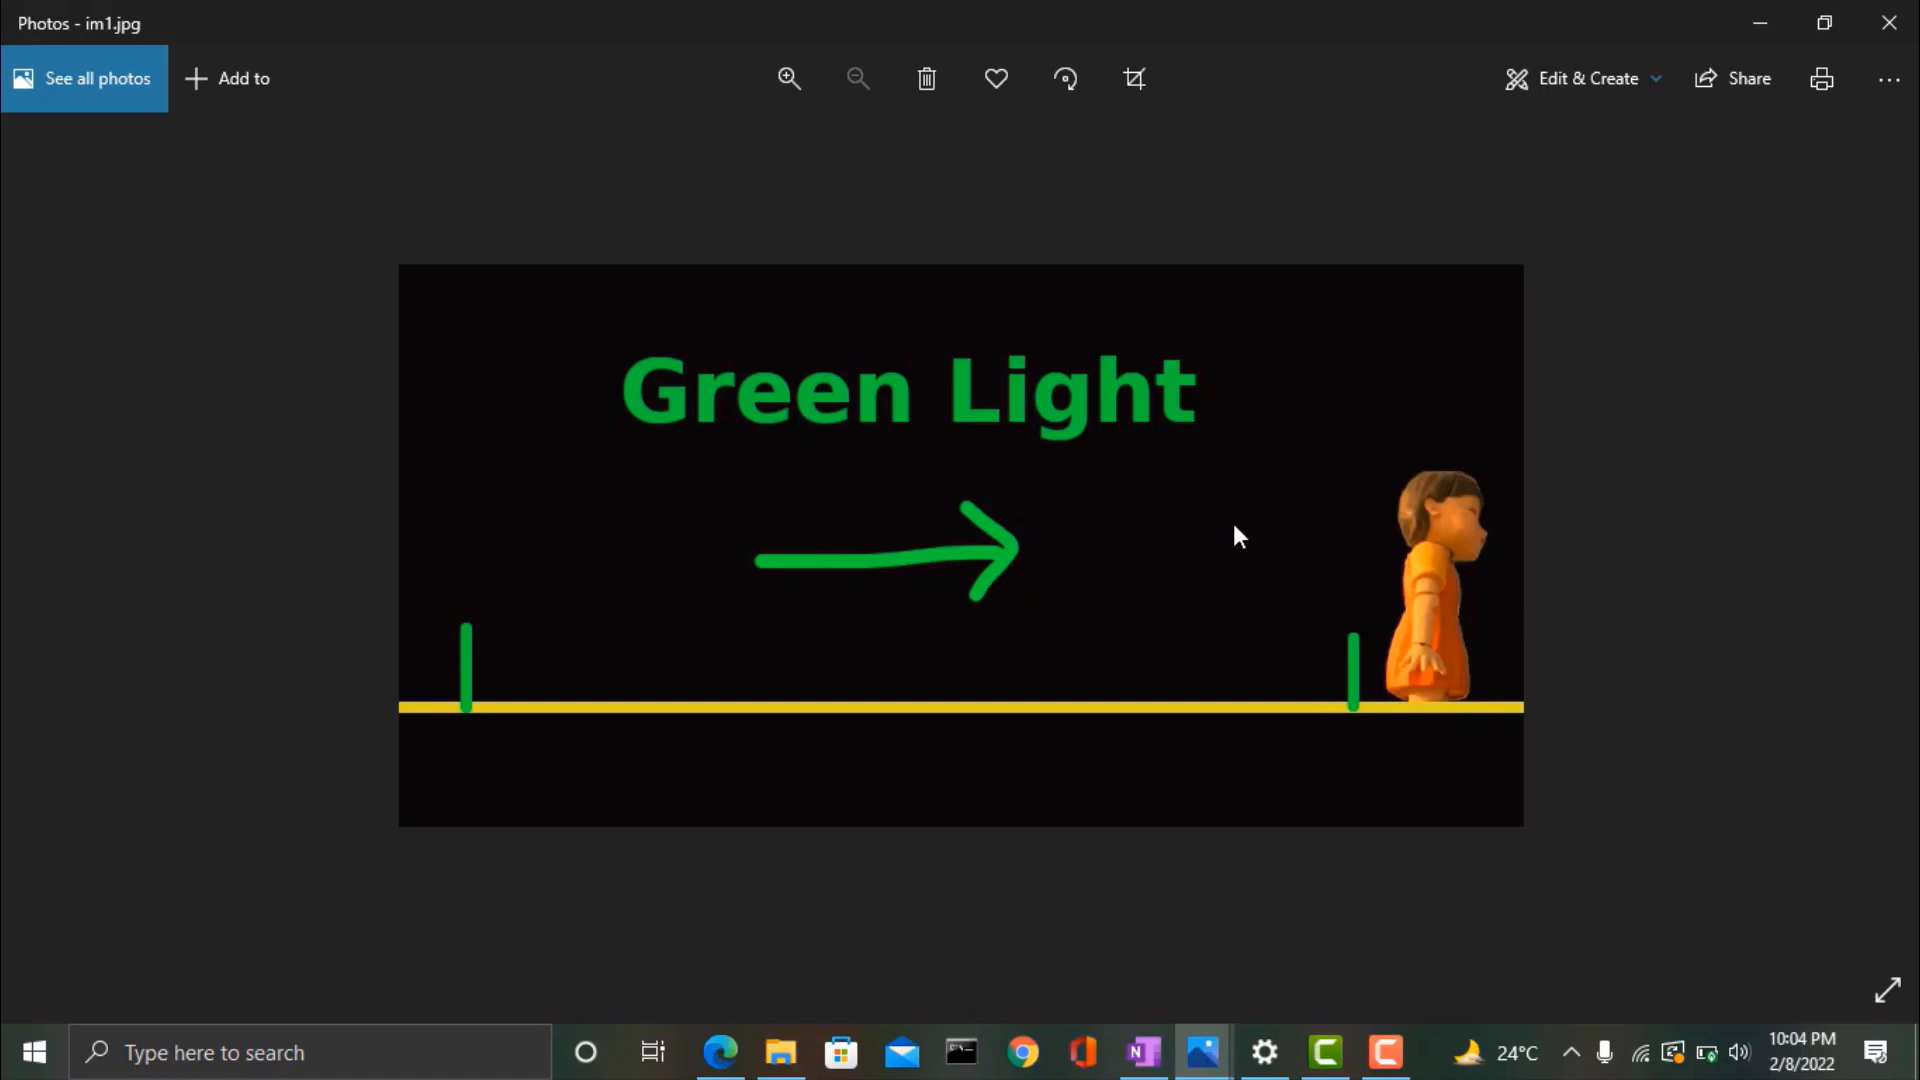 Photos - im1.jpg
See all photos
Add to
Edit & Create
Share
Green Light
Type here to search
24°C
10:04 PM
2/8/2022